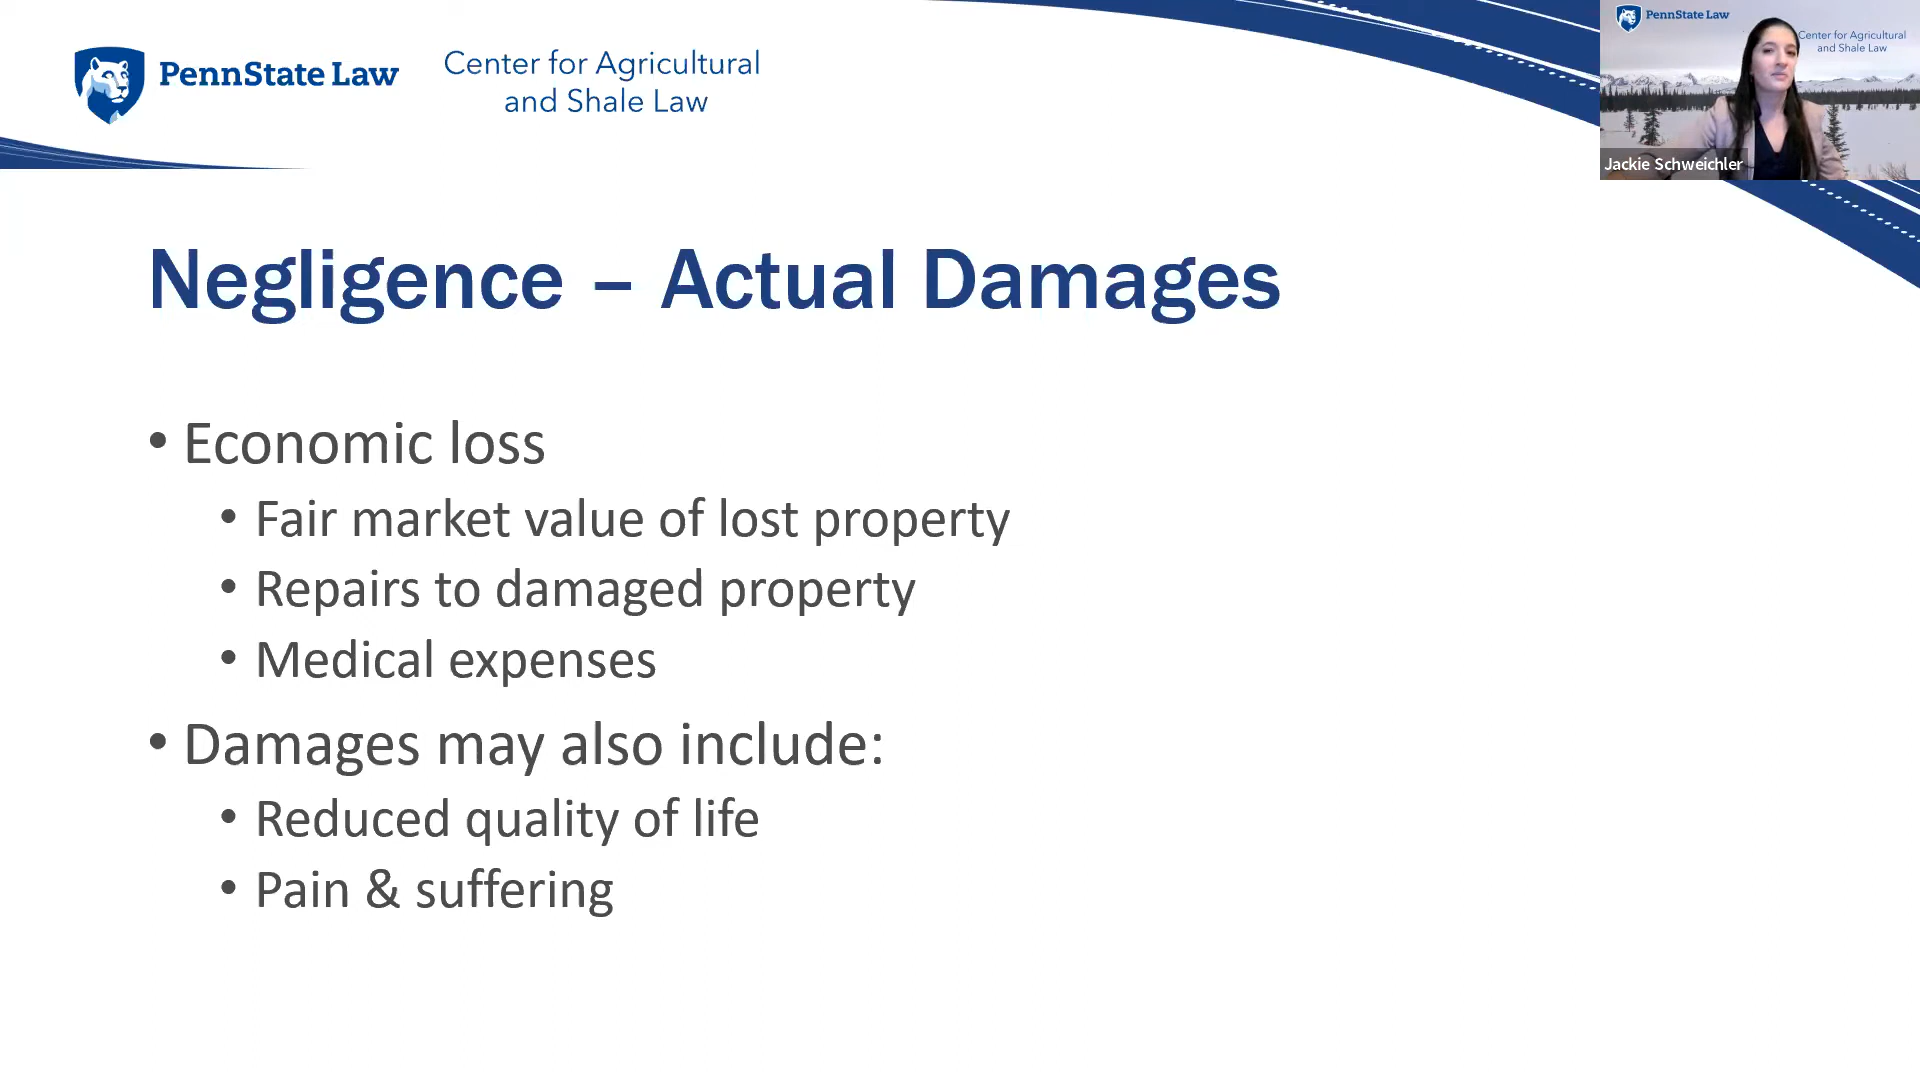 PennState Law
Center for Agricultural
and Shale Law
PennState Law
Center for Agricultural
and Shale Law
Jackie Schweichler
Negligence – Actual Damages
• Economic loss
• Fair market value of lost property
• Repairs to damaged property
• Medical expenses
• Damages may also include:
• Reduced quality of life
• Pain & suffering